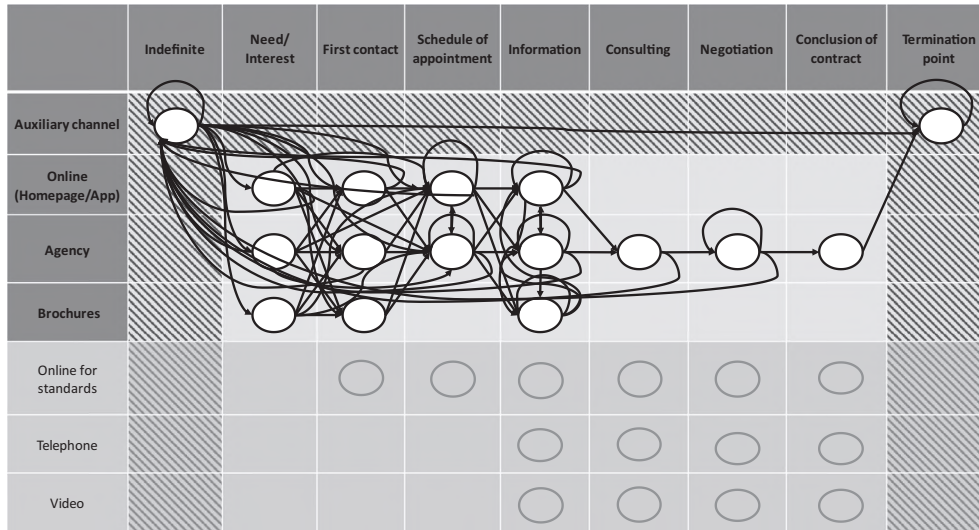 Indefinite
Need/
Interest
First contact
Schedule of
appointment
Information
Consulting
Negotiation
Conclusion of
contract
Termination
point
Auxiliary channel
Online
(Homepage/App)
Agency
Brochures
Online for
standards
Telephone
Video